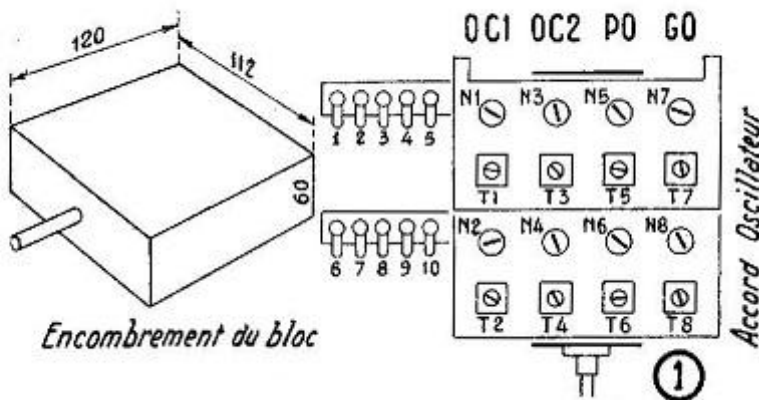 120
112
60
Encombrement du bloc
OC1 OC2 PO GO
N1 N3 N5 N7
1 2 3 4 5
T1 T3 T5 T7
N2 N4 N6 N8
6 7 8 9 10
T2 T4 T6 T8
Accord Oscillateur
1